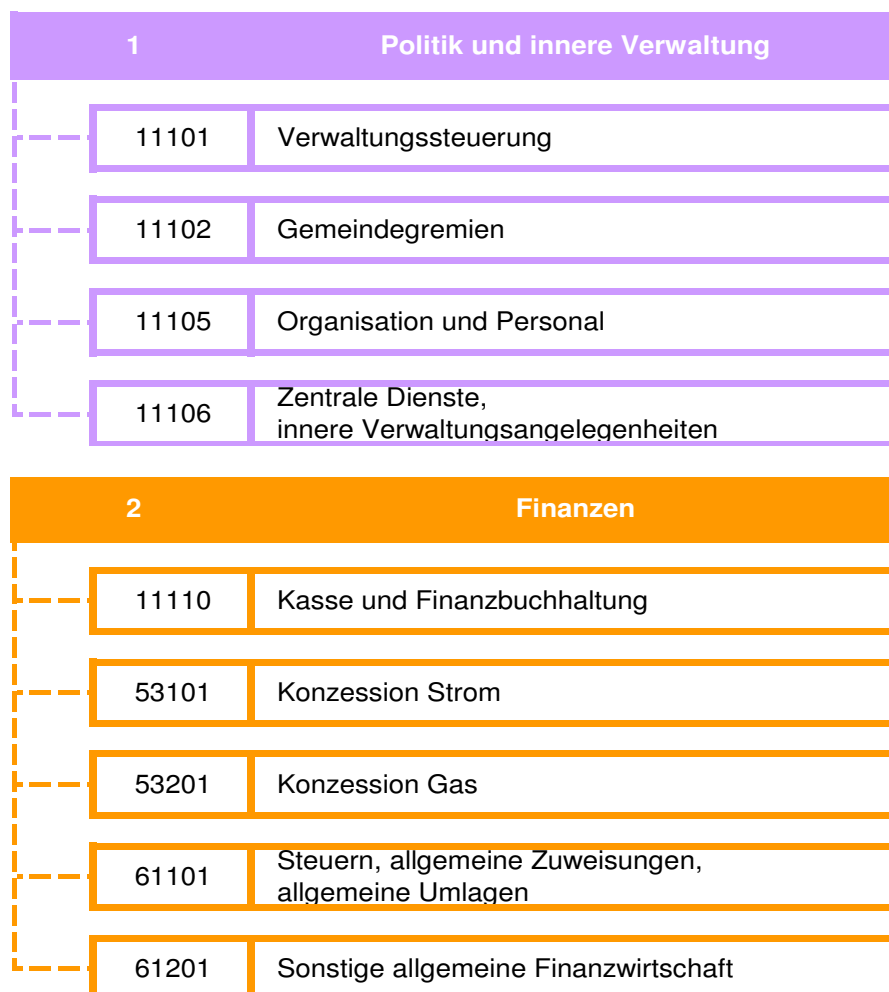 1 Politik und innere Verwaltung
11101 Verwaltungssteuerung
11102 Gemeindegremien
11105 Organisation und Personal
11106 Zentrale Dienste,
innere Verwaltungsangelegenheiten
2 Finanzen
11110 Kasse und Finanzbuchhaltung
53101 Konzession Strom
53201 Konzession Gas
61101 Steuern, allgemeine Zuweisungen,
allgemeine Umlagen
61201 Sonstige allgemeine Finanzwirtschaft